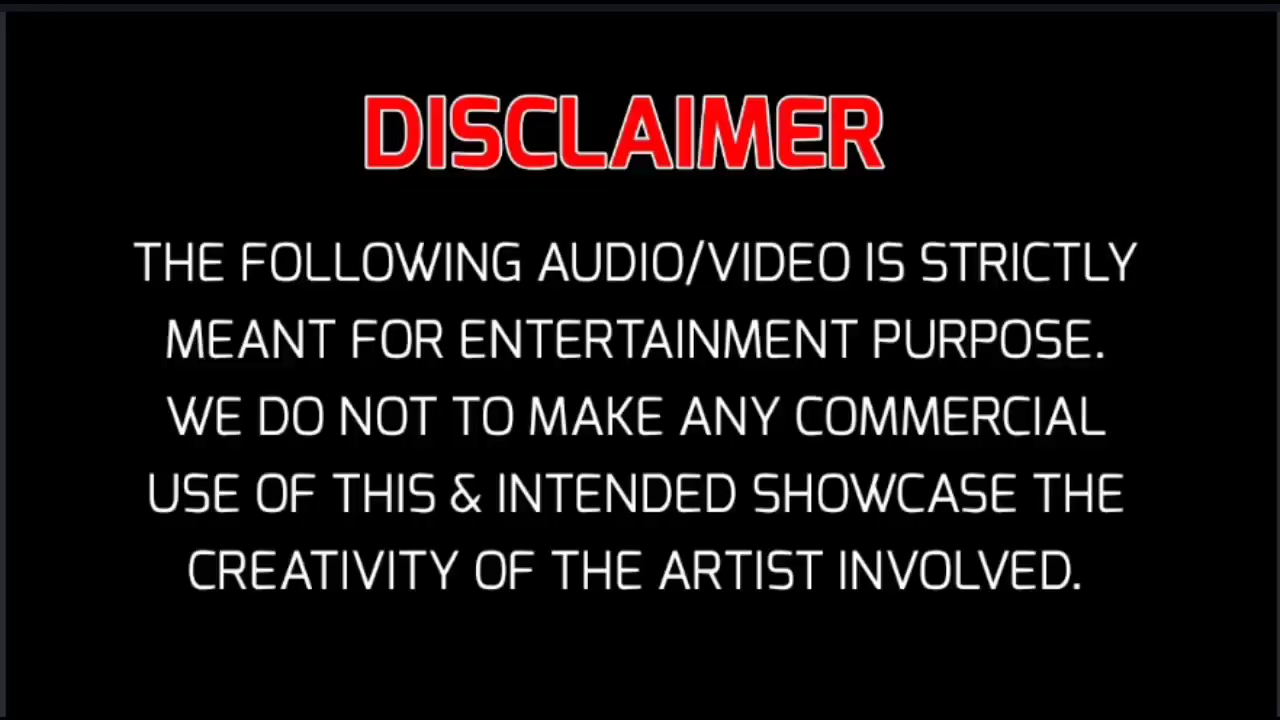 DISCLAIMER
THE FOLLOWING AUDIO/VIDEO IS STRICTLY
MEANT FOR ENTERTAINMENT PURPOSE.
WE DO NOT TO MAKE ANY COMMERCIAL
USE OF THIS & INTENDED SHOWCASE THE
CREATIVITY OF THE ARTIST INVOLVED.